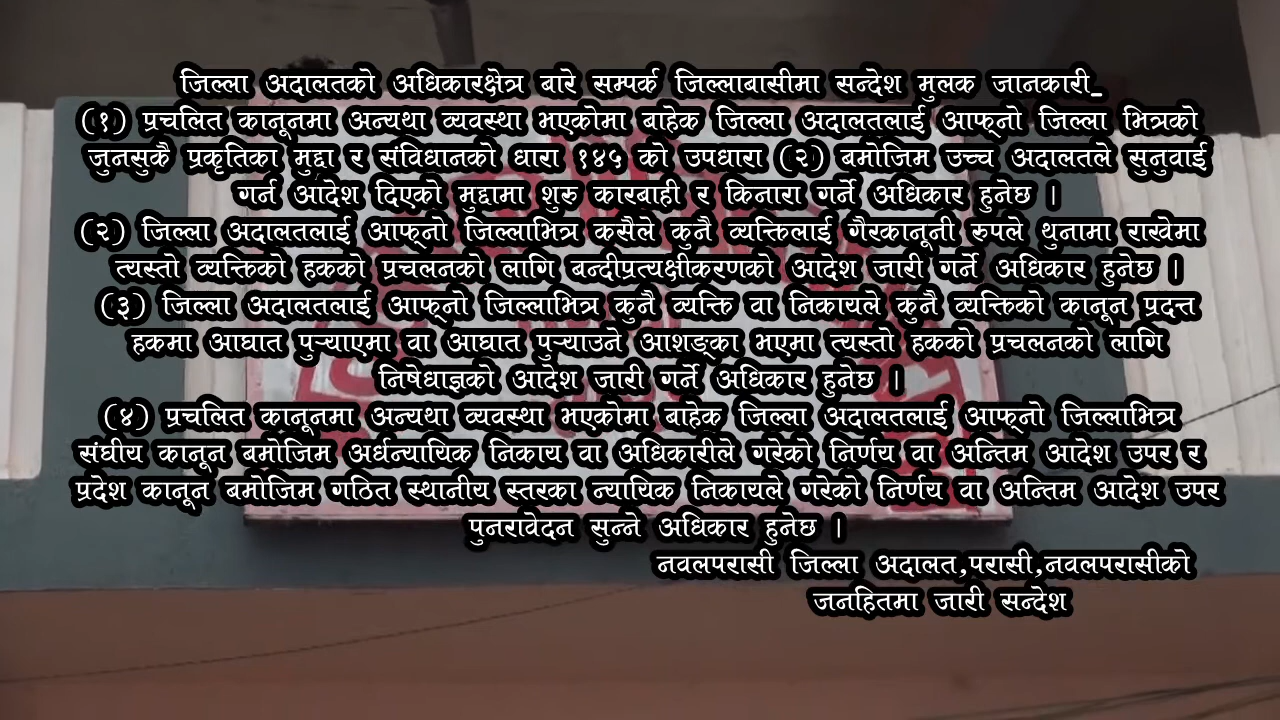 जिल्ला अदालतको अधिकारक्षेत्र बारे सम्पर्क जिल्लाबासीमा सन्देश मुलक जानकारी_
(१) प्रचलित कानूनमा अन्यथा व्यवस्था भएकोमा बाहेक जिल्ला अदालतलाई आफ्नो जिल्ला भित्रको
जुनसुकै प्रकृतिका मुद्दा र संविधानको धारा १४५ को उपधारा (२) बमोजिम उच्च अदालतले सुनुवाई
गर्न आदेश दिएको मुद्दामा शुरू कारबाही र किनारा गर्ने अधिकार हुनेछ |
(२) जिल्ला अदालतलाई आफ्नो जिल्लाभित्र कसैले कुनै व्यक्तिलाई गैरकानूनी रुपले थुनामा राखेमा
त्यस्तो व्यक्तिको हकको प्रचलनको लागि बन्दीप्रत्यक्षीकरणको आदेश जारी गर्ने अधिकार हुनेछ |
(३) जिल्ला अदालतलाई आफ्नो जिल्लाभित्र कुनै व्यक्ति वा निकायले कुनै व्यक्तिको कानून प्रदत्त
हकमा आघात पुऱ्याएमा वा आघात पुऱ्याउने आशङ्का भएमा त्यस्तो हकको प्रचलनको लागि
निषेधाज्ञको आदेश जारी गर्ने अधिकार हुनेछ |
(४) प्रचलित कानूनमा अन्यथा व्यवस्था भएकोमा बाहेक जिल्ला अदालतलाई आफ्नो जिल्लाभित्र
संघीय कानून बमोजिम अर्धन्यायिक निकाय वा अधिकारीले गरेको निर्णय वा अन्तिम आदेश उपर र
प्रदेश कानून बमोजिम गठित स्थानीय स्तरका न्यायिक निकायले गरेको निर्णय वा अन्तिम आदेश उपर
पुनरावेदन सुन्ने अधिकार हुनेछ |
नवलपरासी जिल्ला अदालत,परासी,नवलपरासीको
जनहितमा जारी सन्देश